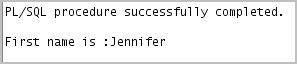 PL/SQL procedure successfully completed.
First name is :Jennifer